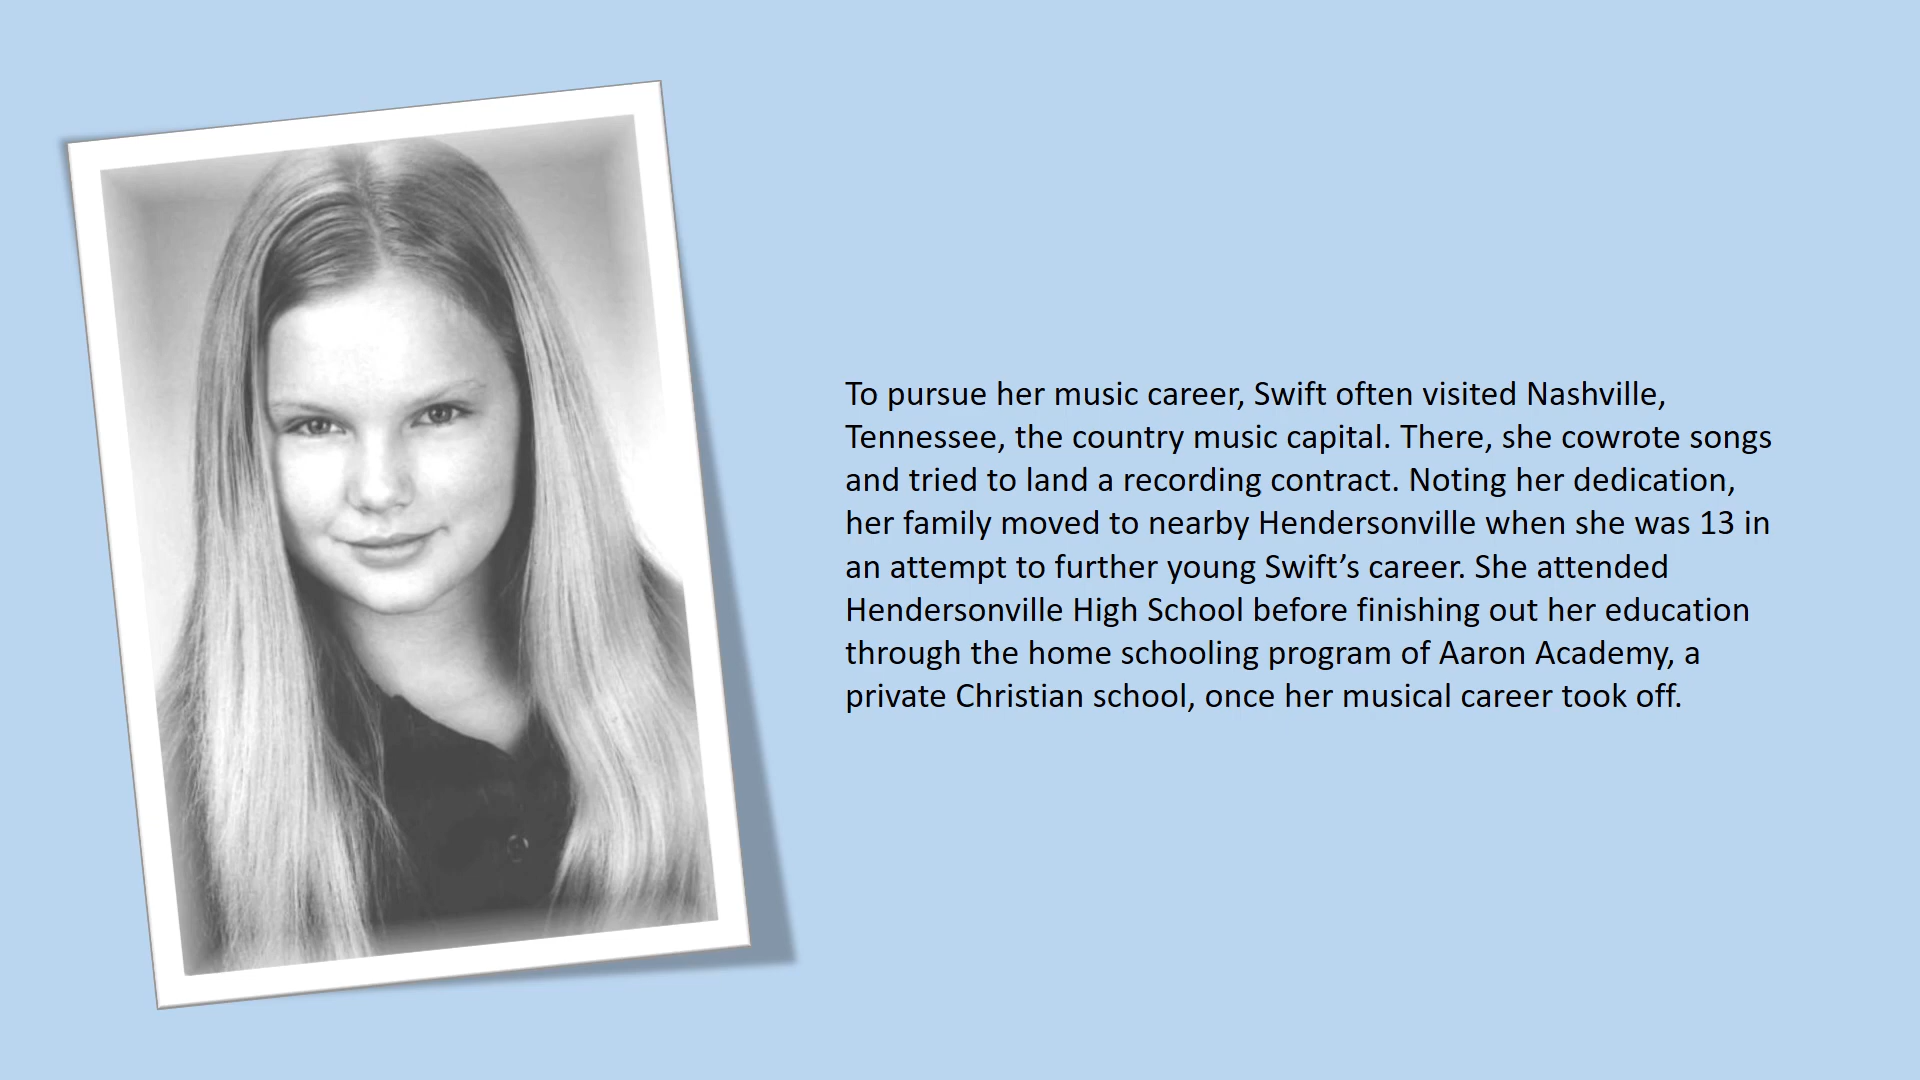 To pursue her music career, Swift often visited Nashville,
Tennessee, the country music capital. There, she cowrote songs
and tried to land a recording contract. Noting her dedication,
her family moved to nearby Hendersonville when she was 13 in
an attempt to further young Swift’s career. She attended
Hendersonville High School before finishing out her education
through the home schooling program of Aaron Academy, a
private Christian school, once her musical career took off.